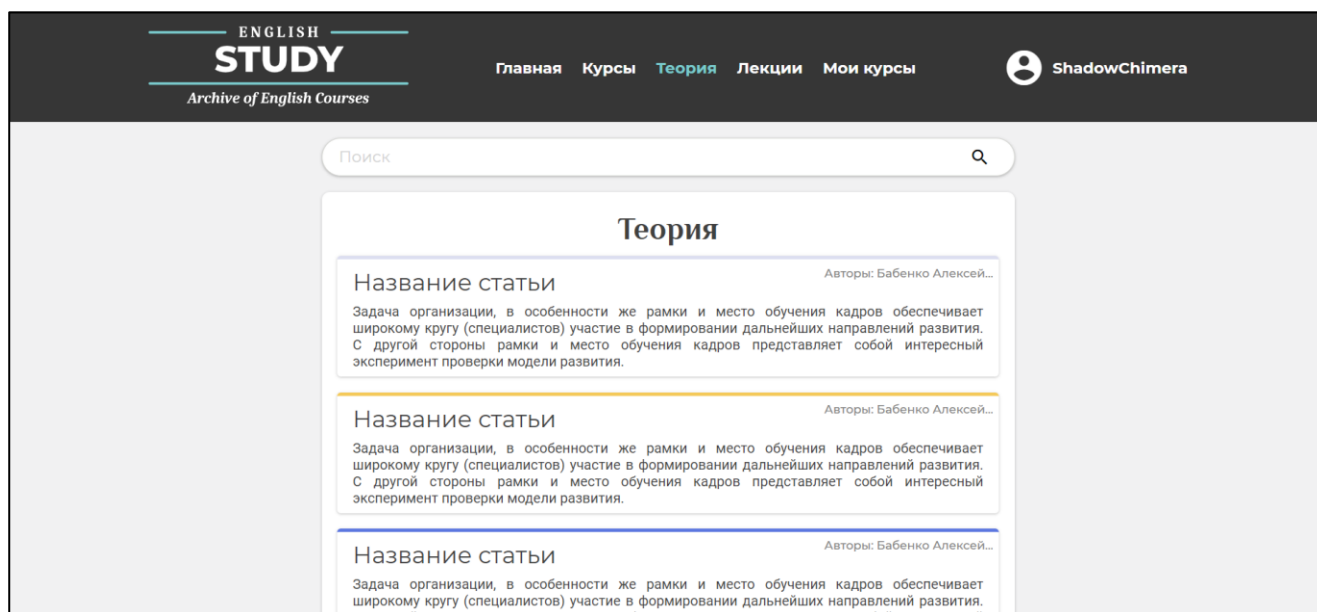 ENGLISH
STUDY
Archive of English Courses
Главная Курсы Теория Лекции Мои курсы
ShadowChimera
Поиск
Теория
Название статьи
Авторы: Бабенко Алексей...
Задача организации, в особенности же рамки и место обучения кадров обеспечивает
широкому кругу (специалистов) участие в формировании дальнейших направлений развития.
С другой стороны рамки и место обучения кадров представляет собой интересный
эксперимент проверки модели развития.
Название статьи
Авторы: Бабенко Алексей...
Задача организации, в особенности же рамки и место обучения кадров обеспечивает
широкому кругу (специалистов) участие в формировании дальнейших направлений развития.
С другой стороны рамки и место обучения кадров представляет собой интересный
эксперимент проверки модели развития.
Название статьи
Авторы: Бабенко Алексей...
Задача организации, в особенности же рамки и место обучения кадров обеспечивает
широкому кругу (специалистов) участие в формировании дальнейших направлений развития.